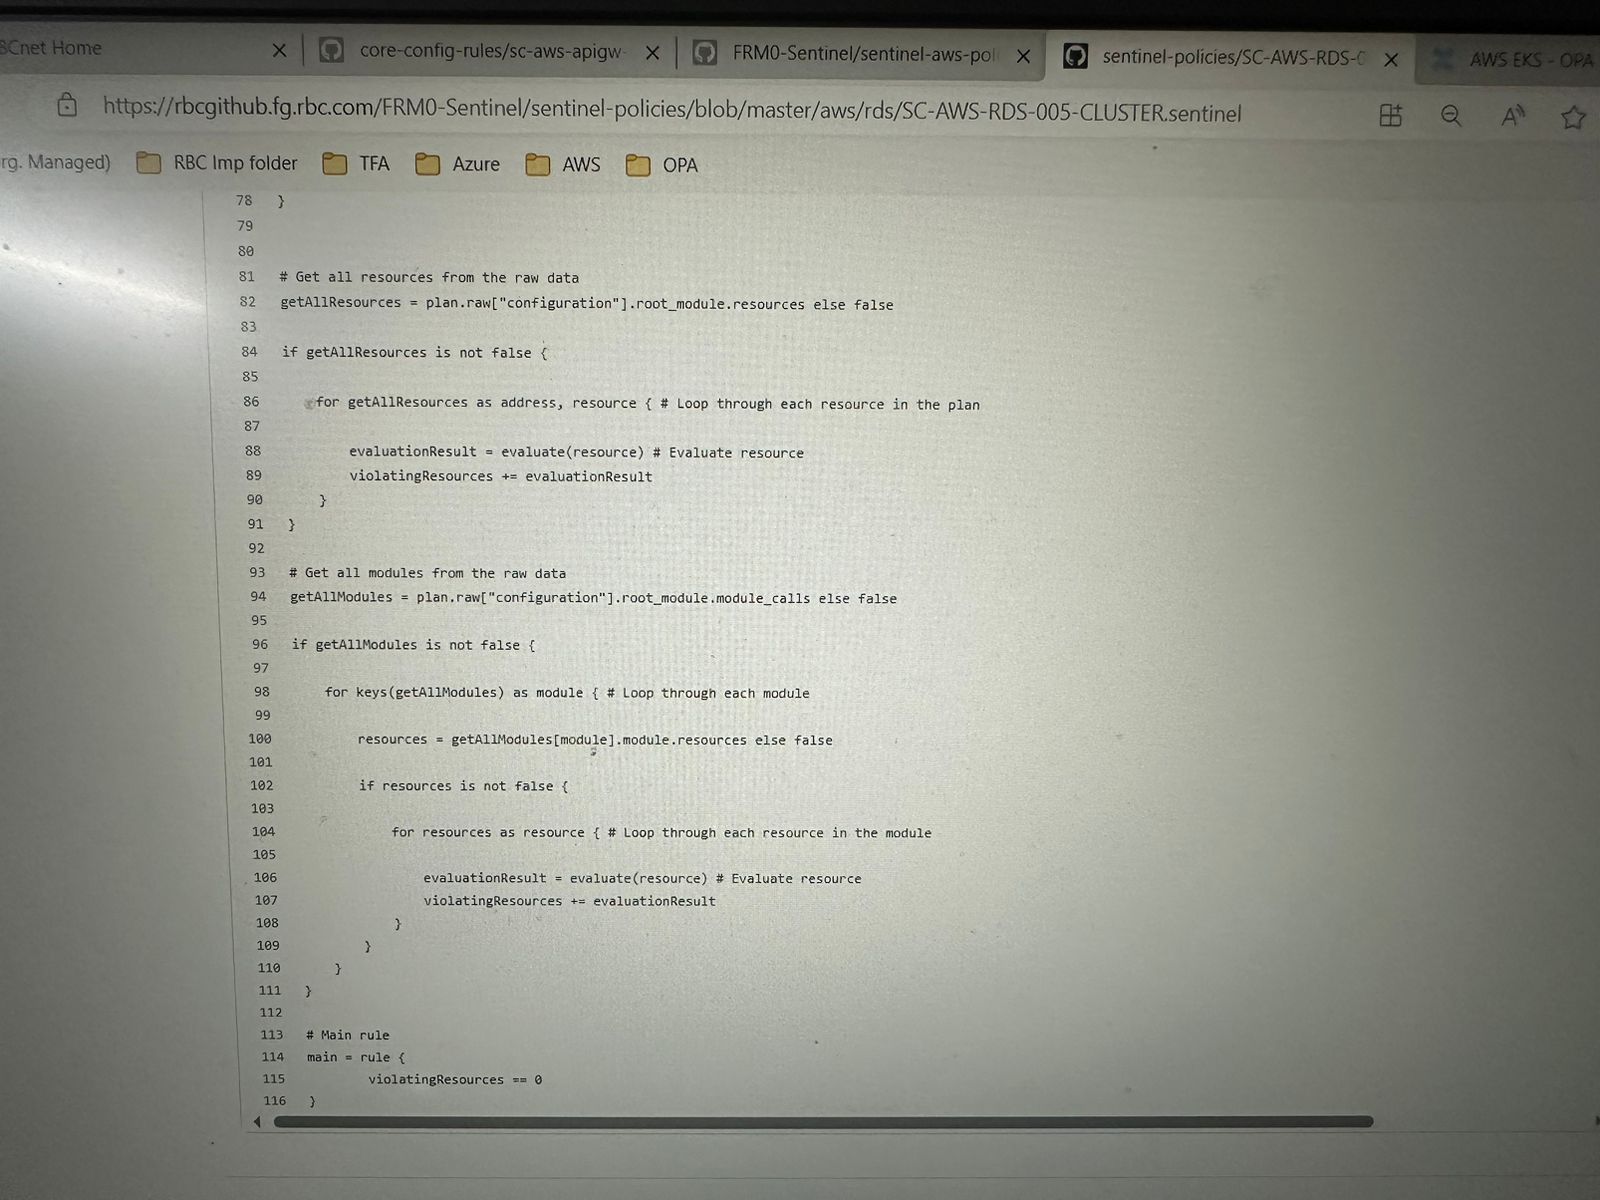 BCnet Home
core-config-rules/sc-aws-apigw-
FRM0-Sentinel/sentinel-aws-pol
sentinel-policies/SC-AWS-RDS-C
AWS EKS - OPA
https://rbcgithub.fg.rbc.com/FRM0-Sentinel/sentinel-policies/blob/master/aws/rds/SC-AWS-RDS-005-CLUSTER.sentinel
rg. Managed)
RBC Imp folder
TFA
Azure
AWS
OPA
78 }
79
80
81 # Get all resources from the raw data
82 getAllResources = plan.raw["configuration"].root_module.resources else false
83
84 if getAllResources is not false {
85
86 for getAllResources as address, resource { # Loop through each resource in the plan
87
88 evaluationResult = evaluate(resource) # Evaluate resource
89 violatingResources += evaluationResult
90 }
91 }
92
93 # Get all modules from the raw data
94 getAllModules = plan.raw["configuration"].root_module.module_calls else false
95
96 if getAllModules is not false {
97
98 for keys(getAllModules) as module { # Loop through each module
99
100 resources = getAllModules[module].module.resources else false
101
102 if resources is not false {
103
104 for resources as resource { # Loop through each resource in the module
105
106 evaluationResult = evaluate(resource) # Evaluate resource
107 violatingResources += evaluationResult
108 }
109 }
110 }
111 }
112
113 # Main rule
114 main = rule {
115 violatingResources == 0
116 }